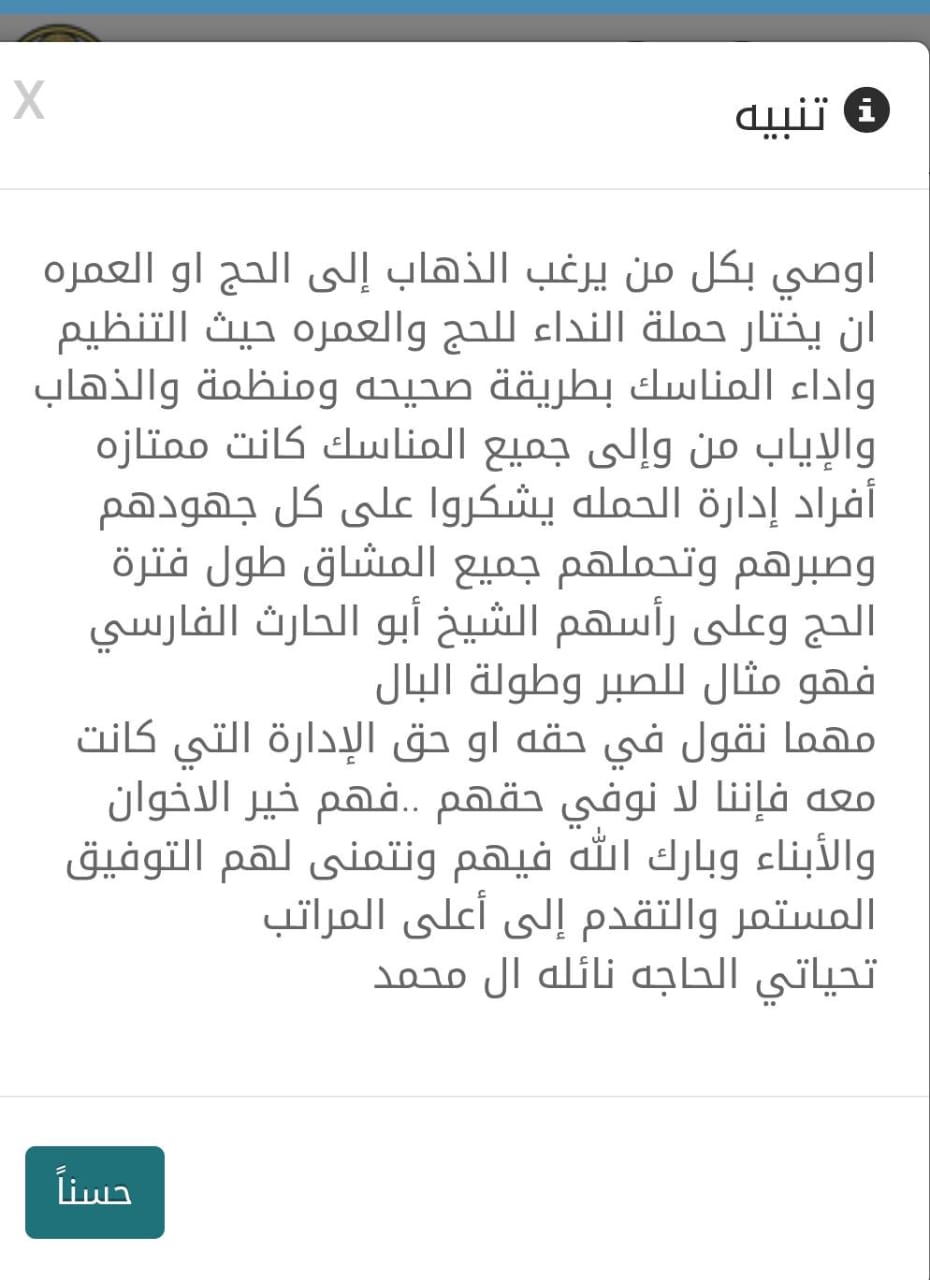 تنبيه
X
اوصي بكل من يرغب الذهاب إلى الحج او العمره
ان يختار حملة النداء للحج والعمره حيث التنظيم
واداء المناسك بطريقة صحيحه ومنظمة والذهاب
والإياب من وإلى جميع المناسك كانت ممتازه
أفراد إدارة الحمله يشكروا على كل جهودهم
وصبرهم وتحملهم جميع المشاق طول فترة
الحج وعلى رأسهم الشيخ أبو الحارث الفارسي
فهو مثال للصبر وطولة البال
مهما نقول في حقه او حق الإدارة التي كانت
معه فإننا لا نوفي حقهم ..فهم خير الاخوان
والأبناء وبارك الله فيهم ونتمنى لهم التوفيق
المستمر والتقدم إلى أعلى المراتب
تحياتي الحاجه نائله ال محمد
حسناً